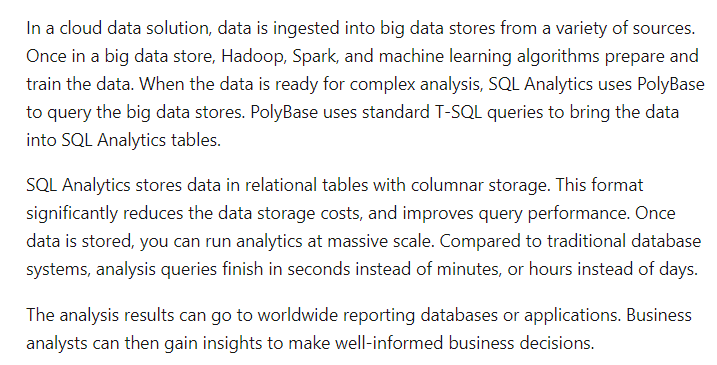 In a cloud data solution, data is ingested into big data stores from a variety of sources.
Once in a big data store, Hadoop, Spark, and machine learning algorithms prepare and
train the data. When the data is ready for complex analysis, SQL Analytics uses PolyBase
to query the big data stores. PolyBase uses standard T-SQL queries to bring the data
into SQL Analytics tables.
SQL Analytics stores data in relational tables with columnar storage. This format
significantly reduces the data storage costs, and improves query performance. Once
data is stored, you can run analytics at massive scale. Compared to traditional database
systems, analysis queries finish in seconds instead of minutes, or hours instead of days.
The analysis results can go to worldwide reporting databases or applications. Business
analysts can then gain insights to make well-informed business decisions.